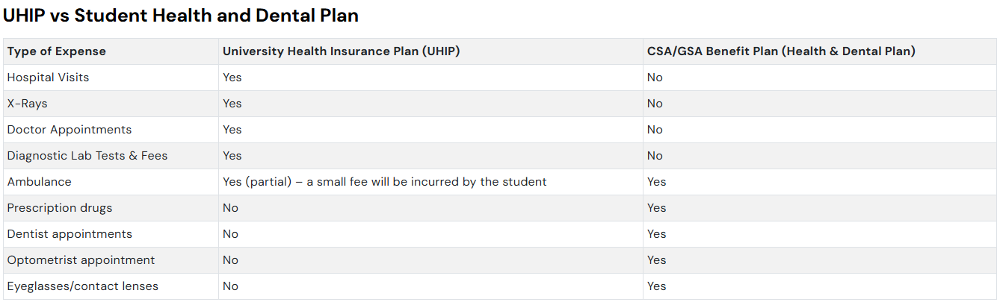 UHIP vs Student Health and Dental Plan
Type of Expense University Health Insurance Plan (UHIP) CSA/GSA Benefit Plan (Health & Dental Plan)
Hospital Visits Yes No
X-Rays Yes No
Doctor Appointments Yes No
Diagnostic Lab Tests & Fees Yes No
Ambulance Yes (partial) – a small fee will be incurred by the student Yes
Prescription drugs No Yes
Dentist appointments No Yes
Optometrist appointment No Yes
Eyeglasses/contact lenses No Yes